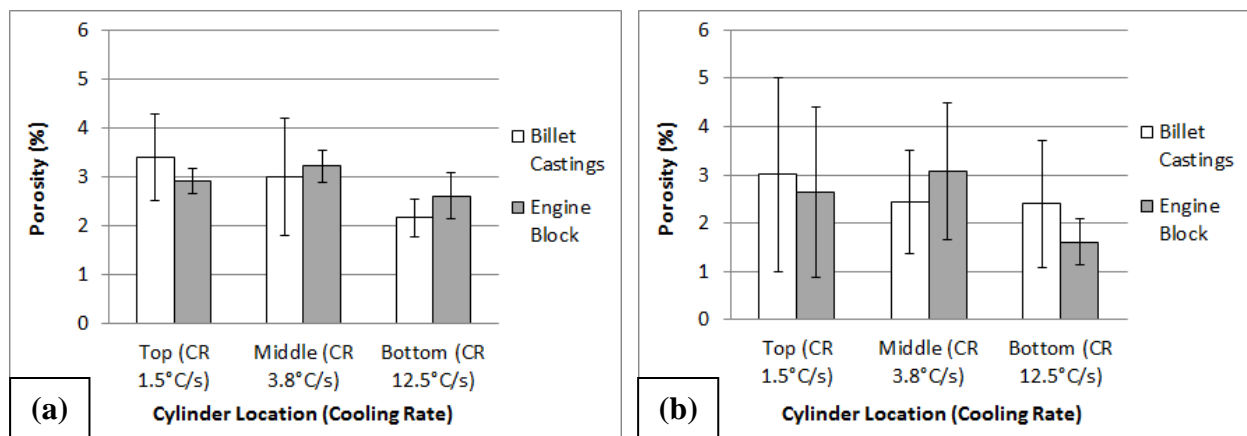 6
5
4
3
2
1
0
Porosity (%)
Top (CR
1.5°C/s)
Middle (CR
3.8°C/s)
Bottom (CR
12.5°C/s)
Cylinder Location (Cooling Rate)
Billet
Castings
Engine
Block
(a)
6
5
4
3
2
1
0
Porosity (%)
Top (CR
1.5°C/s)
Middle (CR
3.8°C/s)
Bottom (CR
12.5°C/s)
Cylinder Location (Cooling Rate)
Billet
Castings
Engine
Block
(b)